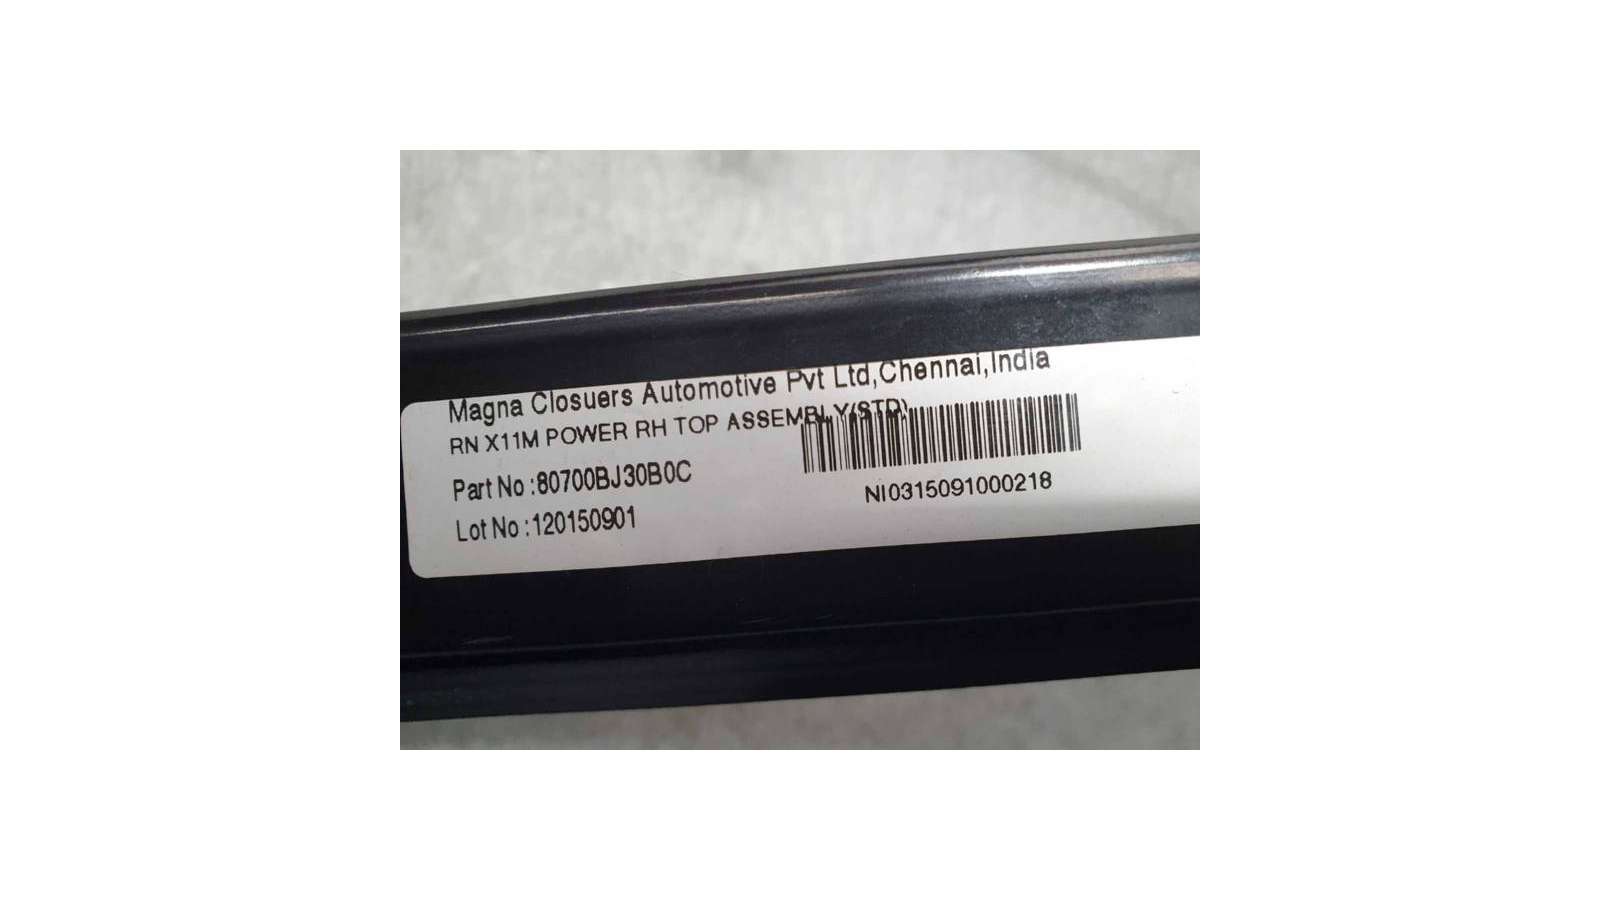 Magna Closuers Automotive Pvt Ltd,Chennai,India
RN X11M POWER RH TOP ASSEMBLY(STD)
Part No :80700BJ30B0C
Lot No :120150901
NI0315091000218